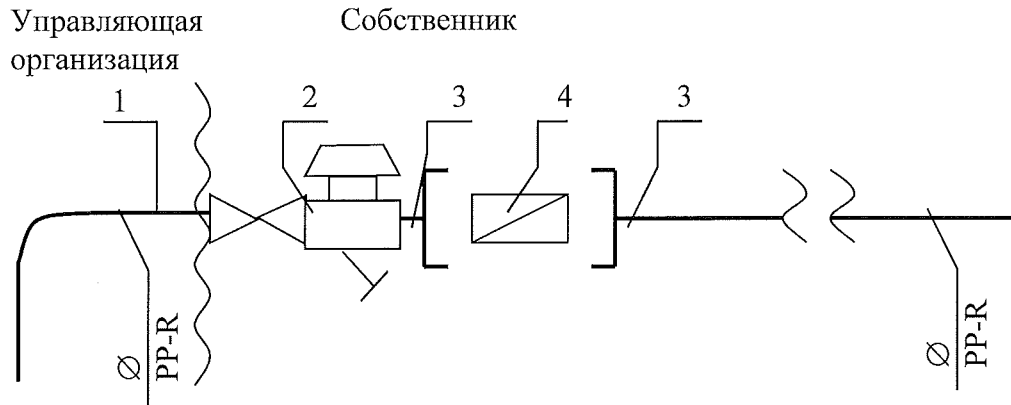 Управляющая
организация
Собственник
1
2
3
4
3
Ø
PP-R
Ø
PP-R